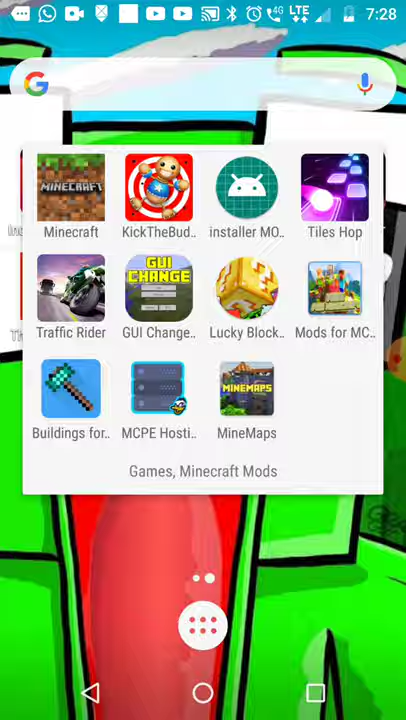 4G
LTE
7:28
MINECRAFT
Minecraft
KickTheBud..
installer MO..
Tiles Hop
GUI
CHANGE
Traffic Rider
GUI Change..
Lucky Block..
Mods for MC..
MINEMAPS
Buildings for..
MCPE Hosti..
MineMaps
Games, Minecraft Mods